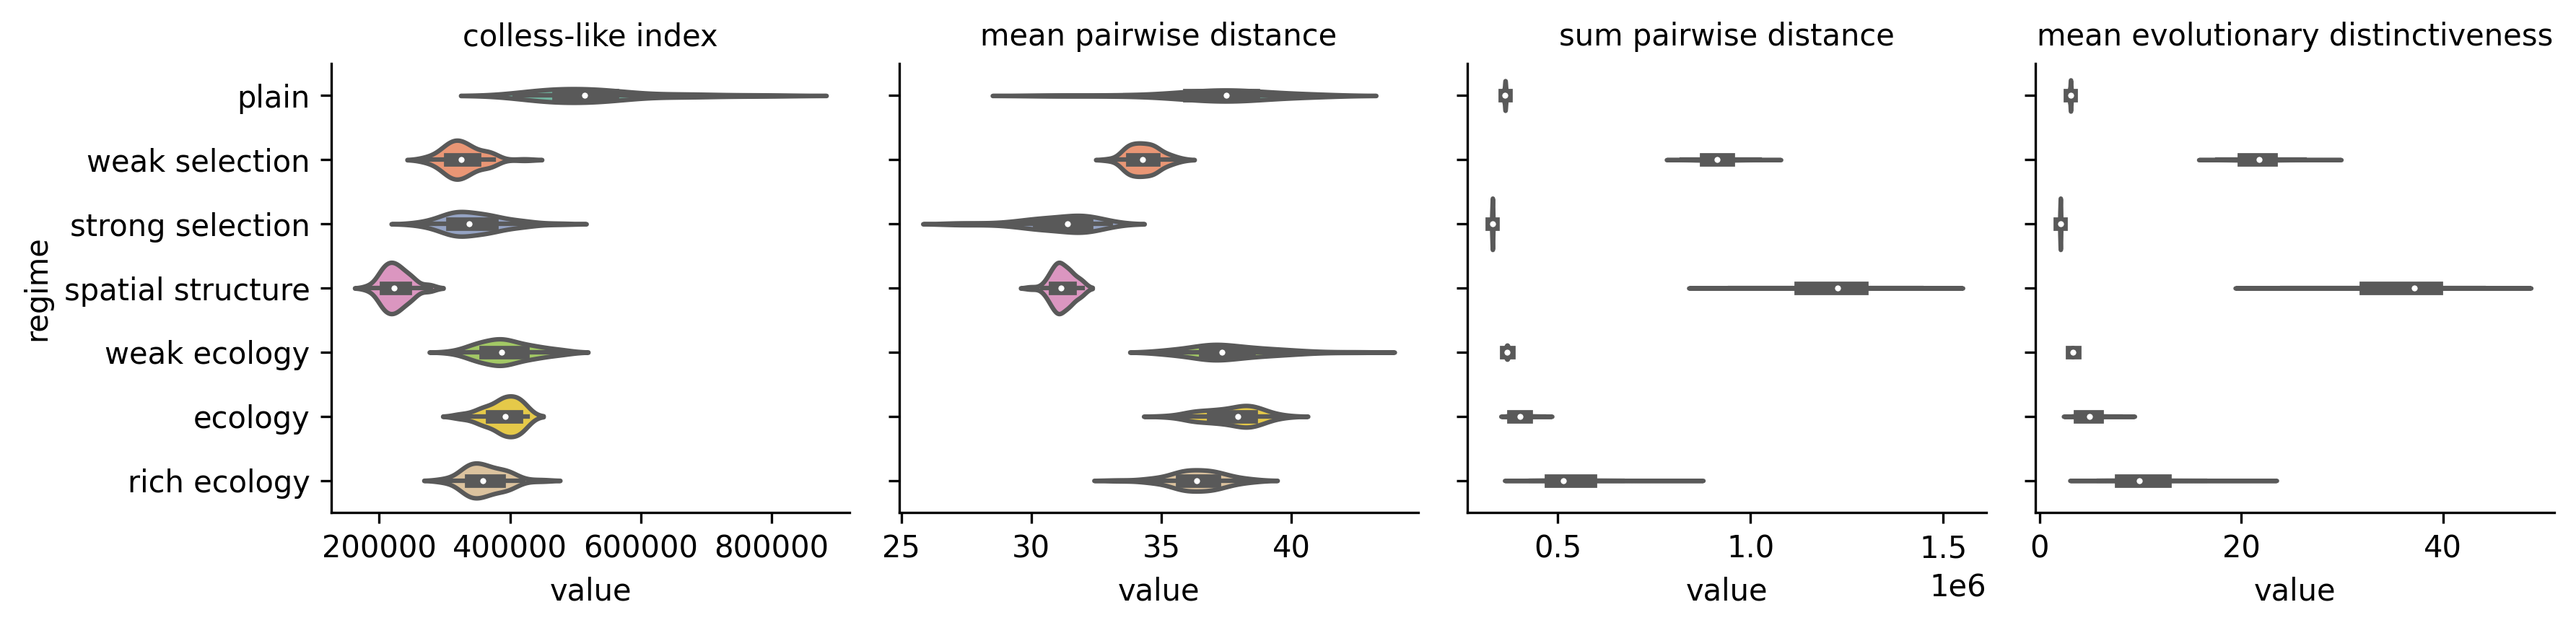 colless-like index
mean pairwise distance
sum pairwise distance
mean evolutionary distinctiveness
regime
plain
weak selection
strong selection
spatial structure
weak ecology
ecology
rich ecology
200000 400000 600000 800000
25 30 35 40
0.5 1.0 1.5
0 20 40
1e6
value
value
value
value